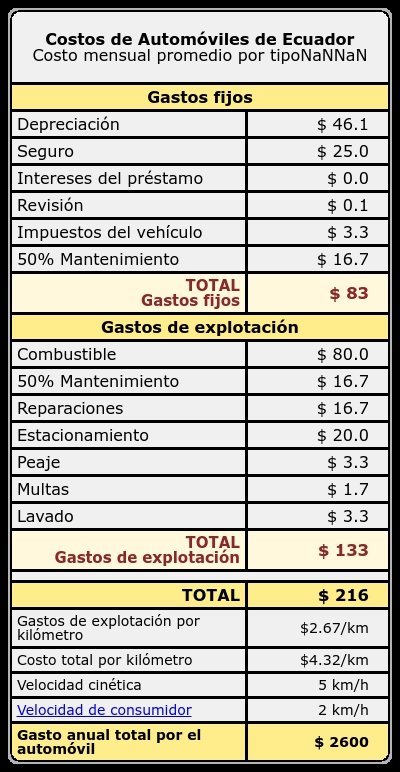 Costos de Automóviles de Ecuador
Costo mensual promedio por tipoNaNNaN
Gastos fijos
Depreciación $ 46.1
Seguro $ 25.0
Intereses del préstamo $ 0.0
Revisión $ 0.1
Impuestos del vehículo $ 3.3
50% Mantenimiento $ 16.7
TOTAL
Gastos fijos $ 83
Gastos de explotación
Combustible $ 80.0
50% Mantenimiento $ 16.7
Reparaciones $ 16.7
Estacionamiento $ 20.0
Peaje $ 3.3
Multas $ 1.7
Lavado $ 3.3
TOTAL
Gastos de explotación $ 133
TOTAL $ 216
Gastos de explotación por
kilómetro $2.67/km
Costo total por kilómetro $4.32/km
Velocidad cinética 5 km/h
Velocidad de consumidor 2 km/h
Gasto anual total por el
automóvil $ 2600